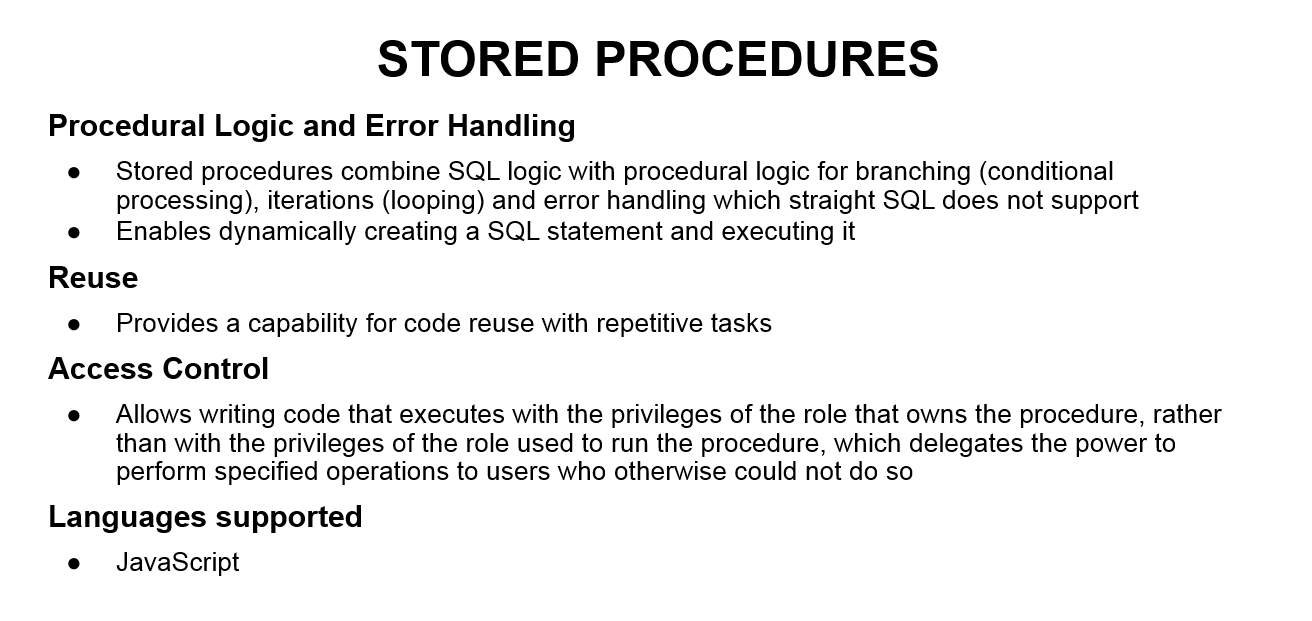 STORED PROCEDURES
Procedural Logic and Error Handling
● Stored procedures combine SQL logic with procedural logic for branching (conditional
processing), iterations (looping) and error handling which straight SQL does not support
● Enables dynamically creating a SQL statement and executing it
Reuse
● Provides a capability for code reuse with repetitive tasks
Access Control
● Allows writing code that executes with the privileges of the role that owns the procedure, rather
than with the privileges of the role used to run the procedure, which delegates the power to
perform specified operations to users who otherwise could not do so
Languages supported
● JavaScript